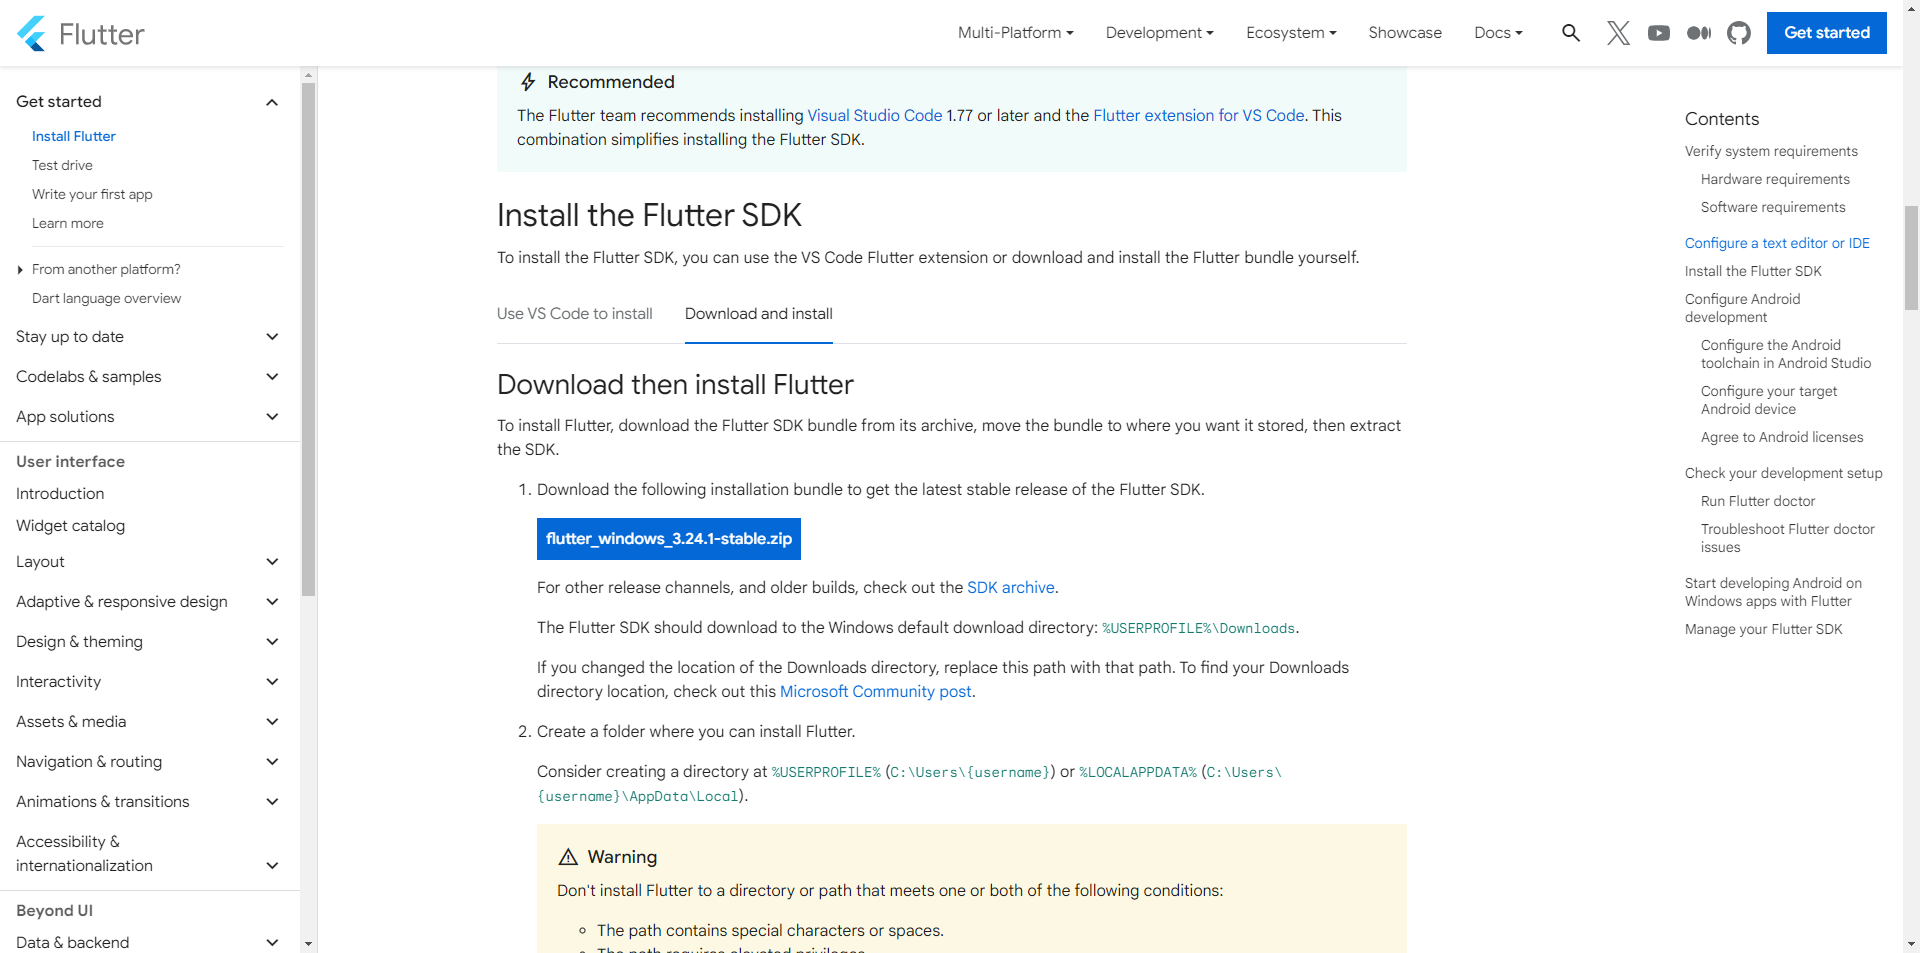 Flutter
Multi-Platform
Development
Ecosystem
Showcase
Docs
Get started
Get started
Install Flutter
Test drive
Write your first app
Learn more
From another platform?
Dart language overview
Stay up to date
Codelabs & samples
App solutions
User interface
Introduction
Widget catalog
Layout
Adaptive & responsive design
Design & theming
Interactivity
Assets & media
Navigation & routing
Animations & transitions
Accessibility &
internationalization
Beyond UI
Data & backend
Recommended
The Flutter team recommends installing Visual Studio Code 1.77 or later and the Flutter extension for VS Code. This
combination simplifies installing the Flutter SDK.
Install the Flutter SDK
To install the Flutter SDK, you can use the VS Code Flutter extension or download and install the Flutter bundle yourself.
Use VS Code to install
Download and install
Download then install Flutter
To install Flutter, download the Flutter SDK bundle from its archive, move the bundle to where you want it stored, then extract
the SDK.
1. Download the following installation bundle to get the latest stable release of the Flutter SDK.
flutter_windows_3.24.1-stable.zip
For other release channels, and older builds, check out the SDK archive.
The Flutter SDK should download to the Windows default download directory: %USERPROFILE%\Downloads.
If you changed the location of the Downloads directory, replace this path with that path. To find your Downloads
directory location, check out this Microsoft Community post.
2. Create a folder where you can install Flutter.
Consider creating a directory at %USERPROFILE% (C:\Users\{username}) or %LOCALAPPDATA% (C:\Users\
{username}\AppData\Local).
Warning
Don't install Flutter to a directory or path that meets one or both of the following conditions:
The path contains special characters or spaces.
The path requires elevated privileges.
Contents
Verify system requirements
Hardware requirements
Software requirements
Configure a text editor or IDE
Install the Flutter SDK
Configure Android
development
Configure the Android
toolchain in Android Studio
Configure your target
Android device
Agree to Android licenses
Check your development setup
Run Flutter doctor
Troubleshoot Flutter doctor
issues
Start developing Android on
Windows apps with Flutter
Manage your Flutter SDK